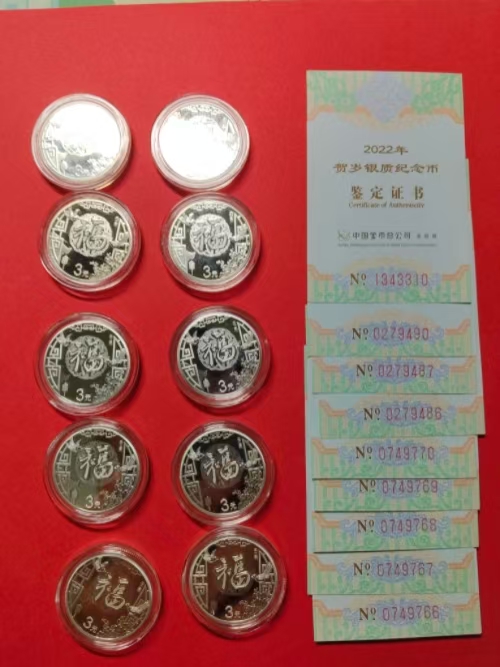 福
3元
福
3元
福
3元
福
3元
福
3元
福
3元
福
3元
福
3元
2022年
贺岁银质纪念币
鉴定证书
Certificate of Authenticity
中国金币总公司
№ 1343310
№ 0279490
№ 0279487
№ 0279486
№ 0749770
№ 0749769
№ 0749768
№ 0749767
№ 0749766